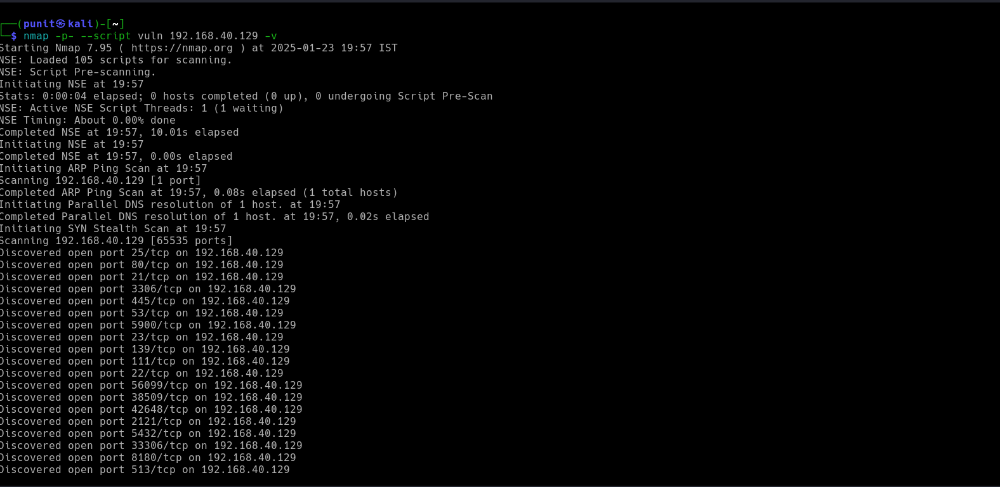 ┌──(punit㉿kali)-[~]
└─$ nmap -p- --script vuln 192.168.40.129 -v
Starting Nmap 7.95 ( https://nmap.org ) at 2025-01-23 19:57 IST
NSE: Loaded 105 scripts for scanning.
NSE: Script Pre-scanning.
Initiating NSE at 19:57
Stats: 0:00:04 elapsed; 0 hosts completed (0 up), 0 undergoing Script Pre-Scan
NSE: Active NSE Script Threads: 1 (1 waiting)
NSE Timing: About 0.00% done
Completed NSE at 19:57, 10.01s elapsed
Initiating NSE at 19:57
Completed NSE at 19:57, 0.00s elapsed
Initiating ARP Ping Scan at 19:57
Scanning 192.168.40.129 [1 port]
Completed ARP Ping Scan at 19:57, 0.08s elapsed (1 total hosts)
Initiating Parallel DNS resolution of 1 host. at 19:57
Completed Parallel DNS resolution of 1 host. at 19:57, 0.02s elapsed
Initiating SYN Stealth Scan at 19:57
Scanning 192.168.40.129 [65535 ports]
Discovered open port 25/tcp on 192.168.40.129
Discovered open port 80/tcp on 192.168.40.129
Discovered open port 21/tcp on 192.168.40.129
Discovered open port 3306/tcp on 192.168.40.129
Discovered open port 445/tcp on 192.168.40.129
Discovered open port 53/tcp on 192.168.40.129
Discovered open port 5900/tcp on 192.168.40.129
Discovered open port 23/tcp on 192.168.40.129
Discovered open port 139/tcp on 192.168.40.129
Discovered open port 111/tcp on 192.168.40.129
Discovered open port 22/tcp on 192.168.40.129
Discovered open port 56099/tcp on 192.168.40.129
Discovered open port 38509/tcp on 192.168.40.129
Discovered open port 42648/tcp on 192.168.40.129
Discovered open port 2121/tcp on 192.168.40.129
Discovered open port 5432/tcp on 192.168.40.129
Discovered open port 33306/tcp on 192.168.40.129
Discovered open port 8180/tcp on 192.168.40.129
Discovered open port 513/tcp on 192.168.40.129